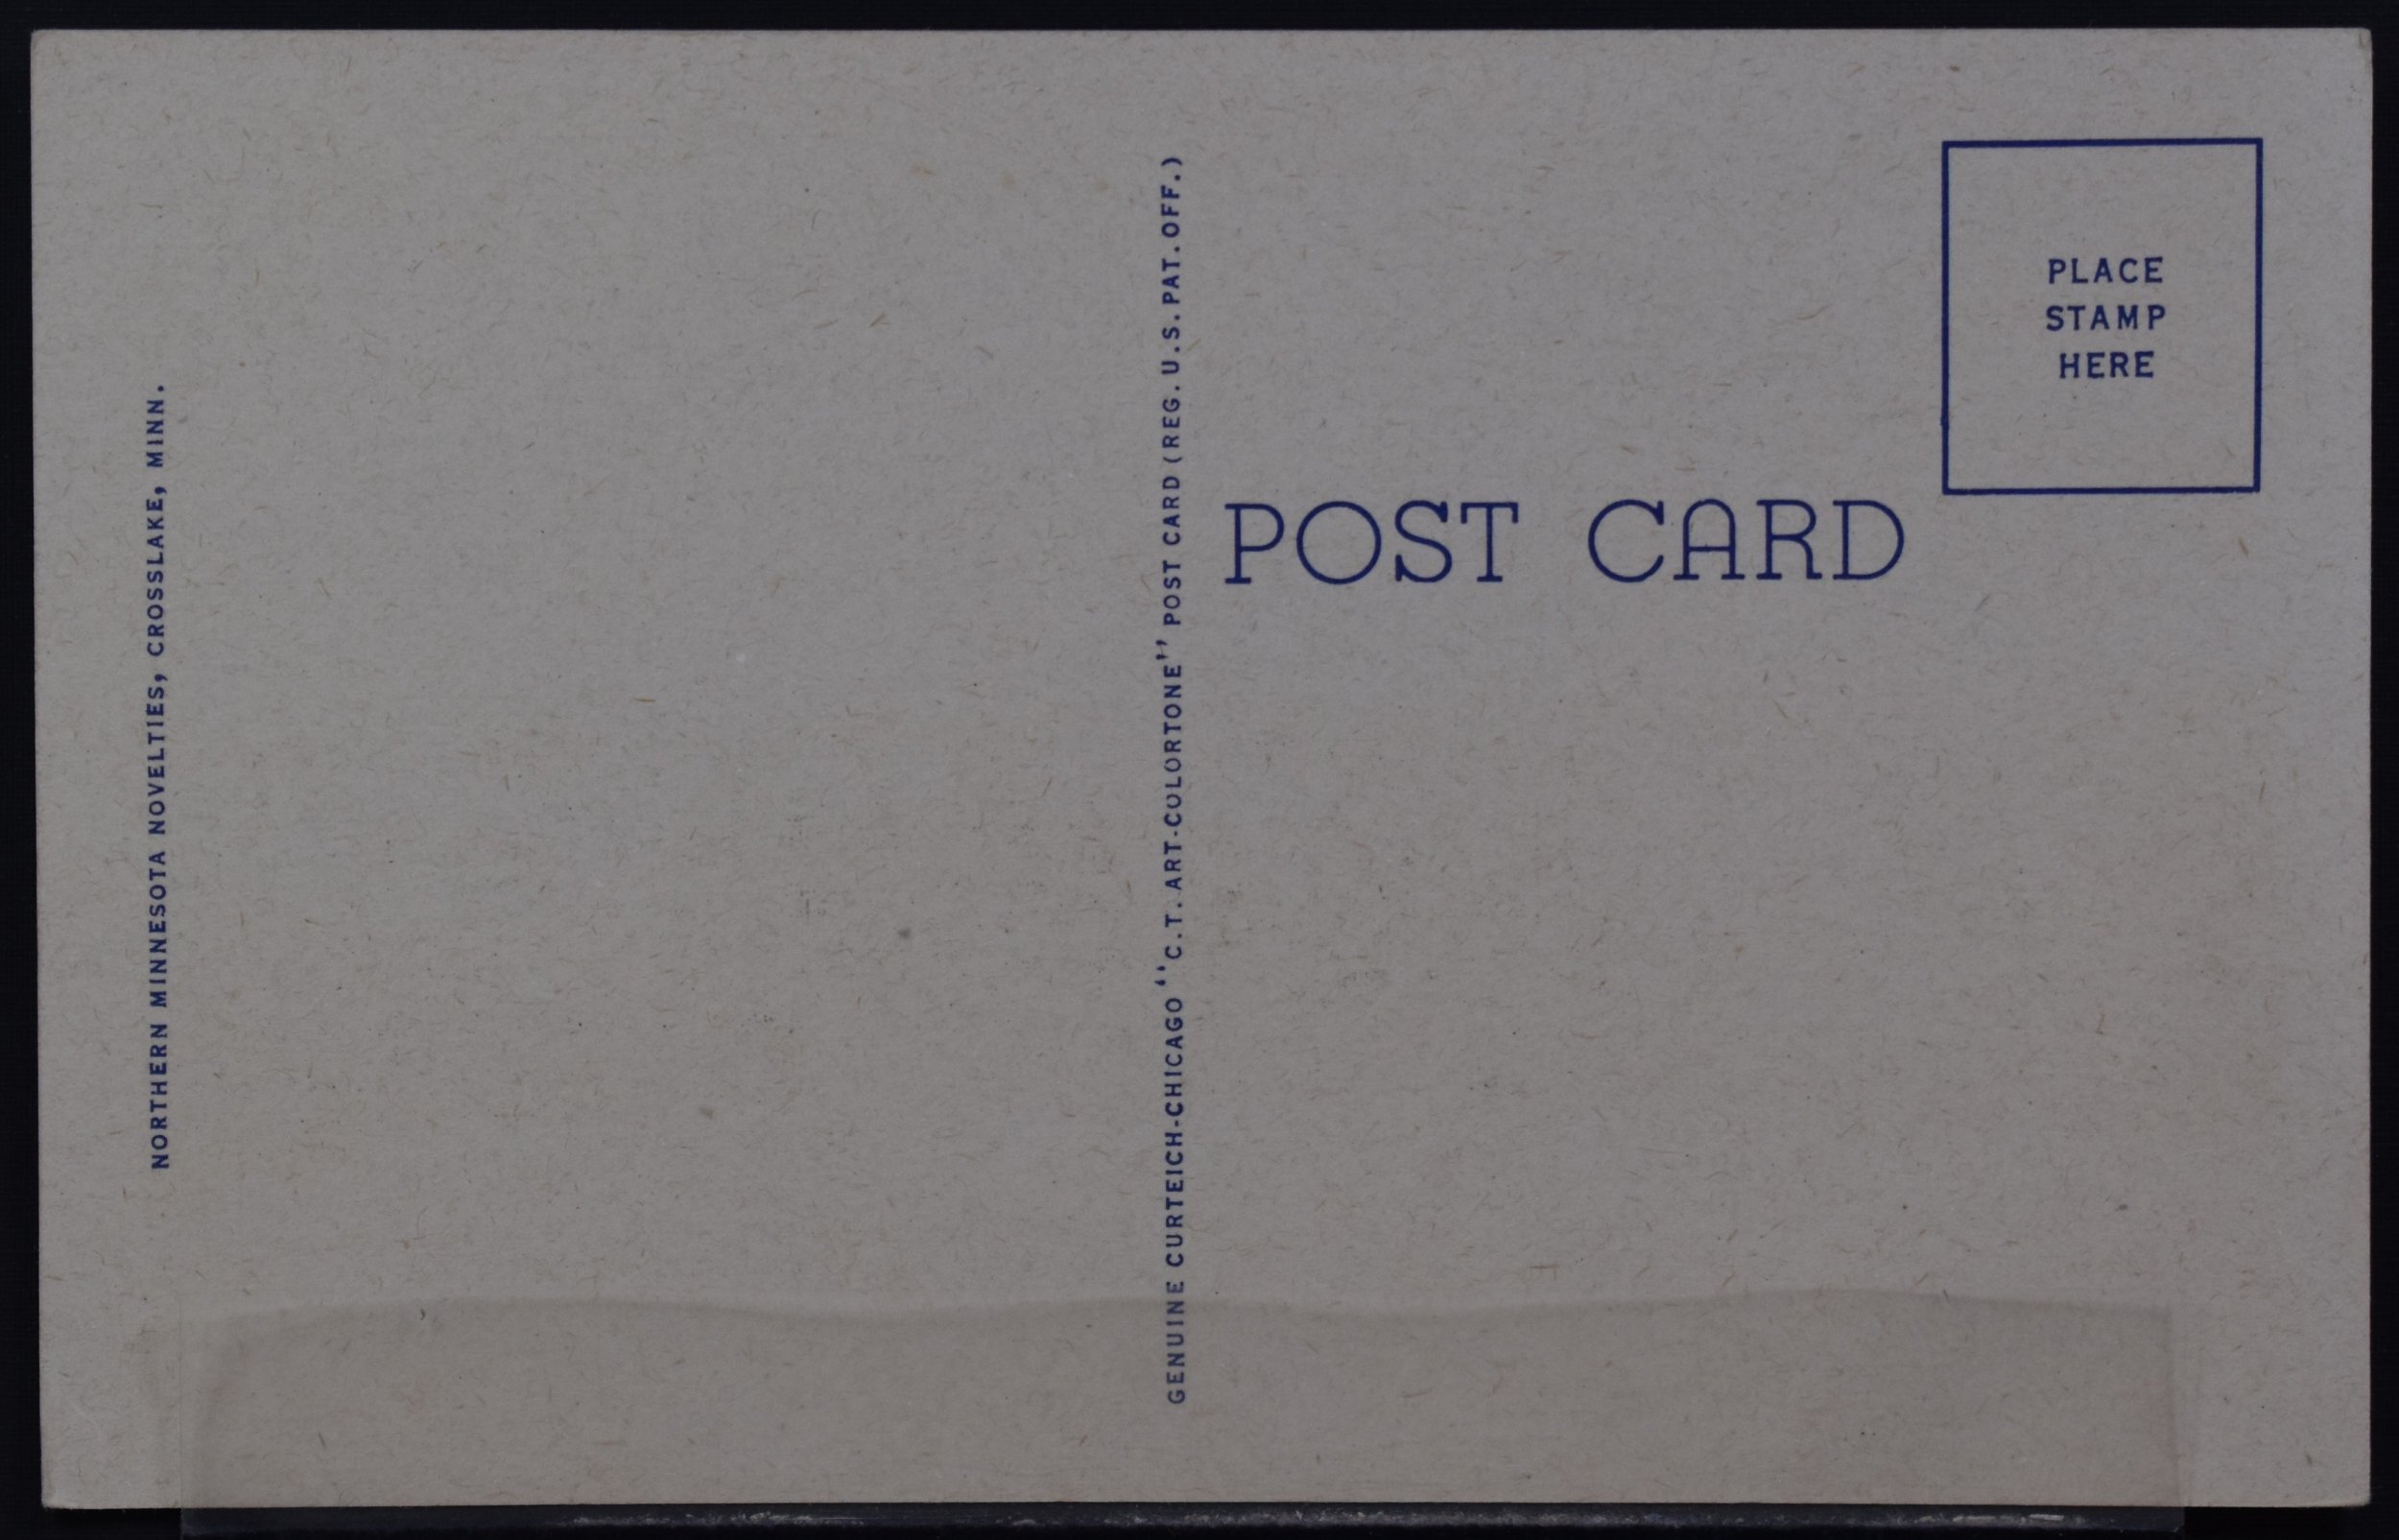 NORTHERN MINNESOTA NOVELTIES, CROSSLAKE, MINN.
GENUINE CURTEICH-CHICAGO "C.T. ART-COLORTONE" POST CARD (REG. U.S. PAT. OFF.)
POST CARD
PLACE
STAMP
HERE